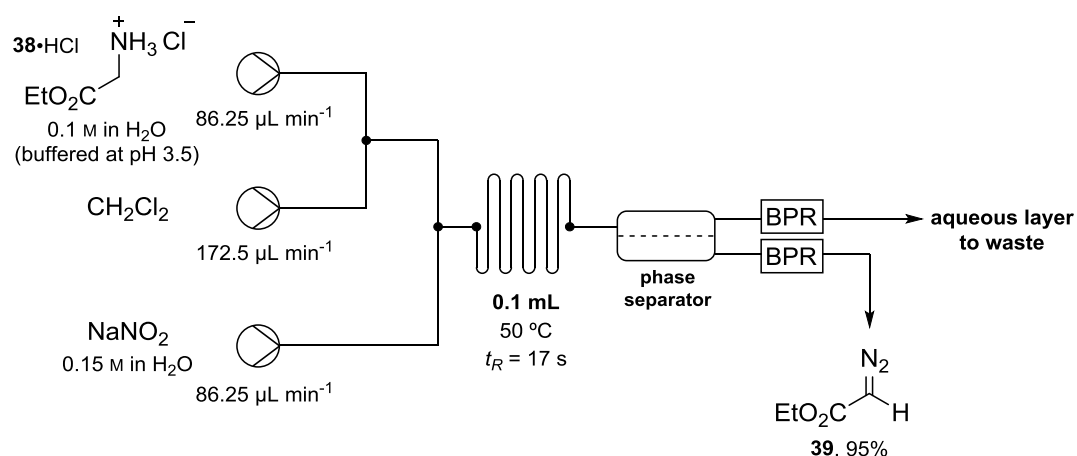 38•HCl
+
NH3 Cl−
EtO2C
0.1 M in H2O
(buffered at pH 3.5)
86.25 µL min-1
CH2Cl2
172.5 µL min-1
NaNO2
0.15 M in H2O
86.25 µL min-1
0.1 mL
50 ºC
tR = 17 s
phase
separator
BPR
BPR
aqueous layer
to waste
N2
EtO2C
H
39, 95%